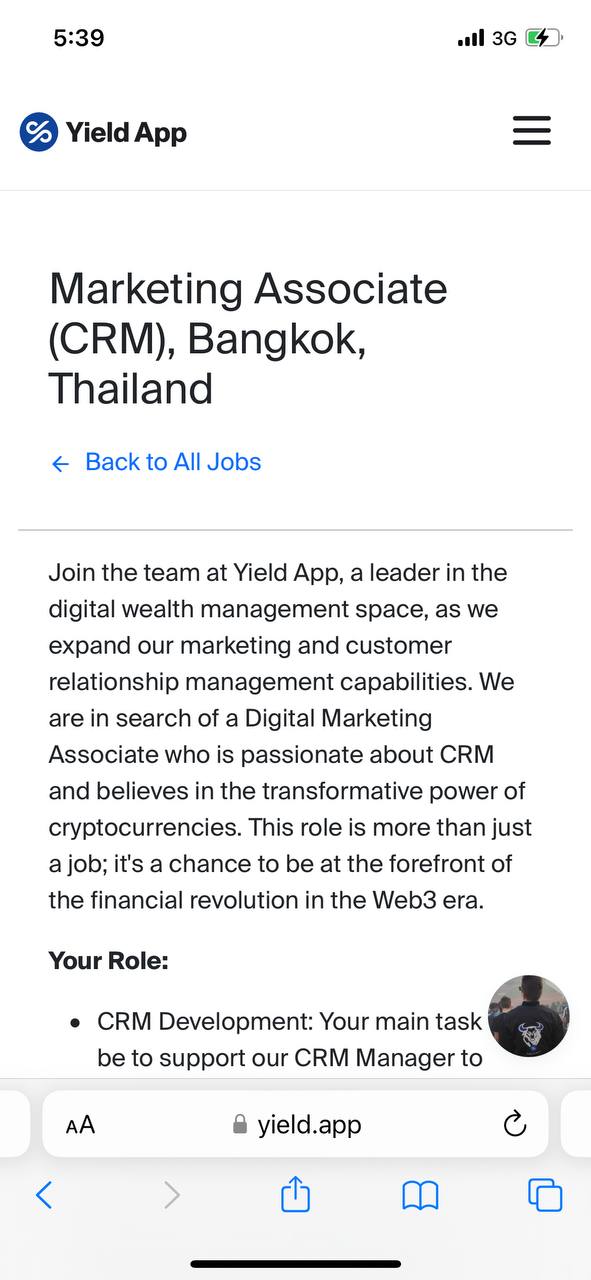 5:39
3G
Yield App
Marketing Associate
(CRM), Bangkok,
Thailand
← Back to All Jobs
Join the team at Yield App, a leader in the
digital wealth management space, as we
expand our marketing and customer
relationship management capabilities. We
are in search of a Digital Marketing
Associate who is passionate about CRM
and believes in the transformative power of
cryptocurrencies. This role is more than just
a job; it's a chance to be at the forefront of
the financial revolution in the Web3 era.
Your Role:
• CRM Development: Your main task
be to support our CRM Manager to
AA
yield.app